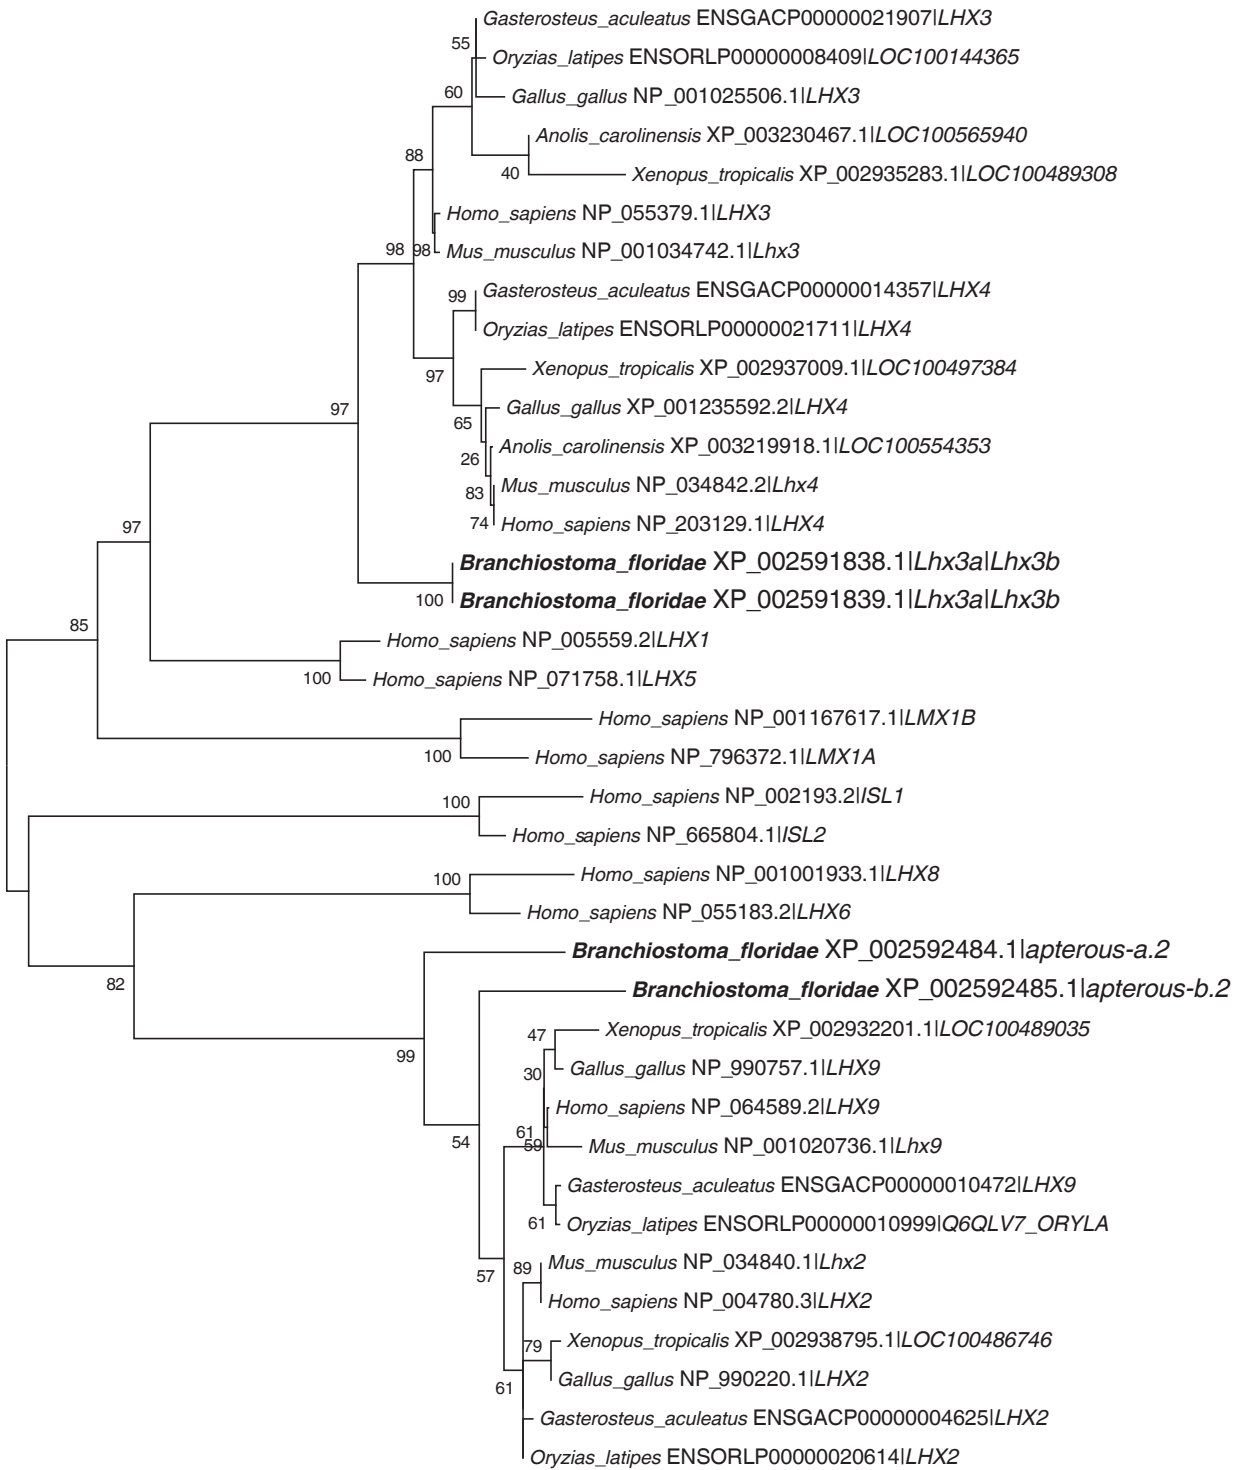 Gasterosteus_aculeatus ENSGACP00000021907|LHX3
55
Oryzias_latipes ENSORLP00000008409|LOC100144365
60
Gallus_gallus NP_001025506.1|LHX3
Anolis_carolinensis XP_003230467.1|LOC100565940
88
40
Xenopus_tropicalis XP_002935283.1|LOC100489308
Homo_sapiens NP_055379.1|LHX3
98
98
Mus_musculus NP_001034742.1|Lhx3
Gasterosteus_aculeatus ENSGACP00000014357|LHX4
99
Oryzias_latipes ENSORLP00000021711|LHX4
97
Xenopus_tropicalis XP_002937009.1|LOC100497384
97
Gallus_gallus XP_001235592.2|LHX4
65
Anolis_carolinensis XP_003219918.1|LOC100554353
26
Mus_musculus NP_034842.2|Lhx4
83
74
Homo_sapiens NP_203129.1|LHX4
97
Branchiostoma_floridae XP_002591838.1|Lhx3a|Lhx3b
100
Branchiostoma_floridae XP_002591839.1|Lhx3a|Lhx3b
85
Homo_sapiens NP_005559.2|LHX1
100
Homo_sapiens NP_071758.1|LHX5
Homo_sapiens NP_001167617.1|LMX1B
100
Homo_sapiens NP_796372.1|LMX1A
100
Homo_sapiens NP_002193.2|ISL1
Homo_sapiens NP_665804.1|ISL2
100
Homo_sapiens NP_001001933.1|LHX8
Homo_sapiens NP_055183.2|LHX6
Branchiostoma_floridae XP_002592484.1|apterous-a.2
82
Branchiostoma_floridae XP_002592485.1|apterous-b.2
47
Xenopus_tropicalis XP_002932201.1|LOC100489035
99
30
Gallus_gallus NP_990757.1|LHX9
Homo_sapiens NP_064589.2|LHX9
54
61
59
Mus_musculus NP_001020736.1|Lhx9
Gasterosteus_aculeatus ENSGACP00000010472|LHX9
61
Oryzias_latipes ENSORLP00000010999|Q6QLV7_ORYLA
57
89
Mus_musculus NP_034840.1|Lhx2
Homo_sapiens NP_004780.3|LHX2
79
Xenopus_tropicalis XP_002938795.1|LOC100486746
61
Gallus_gallus NP_990220.1|LHX2
Gasterosteus_aculeatus ENSGACP00000004625|LHX2
Oryzias_latipes ENSORLP00000020614|LHX2